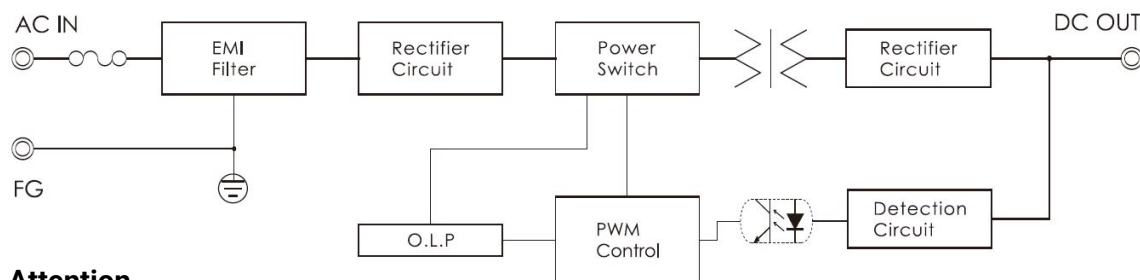 AC IN
DC OUT
EMI
Filter
Rectifier
Circuit
Power
Switch
Rectifier
Circuit
FG
O.L.P
PWM
Control
Detection
Circuit
Attention